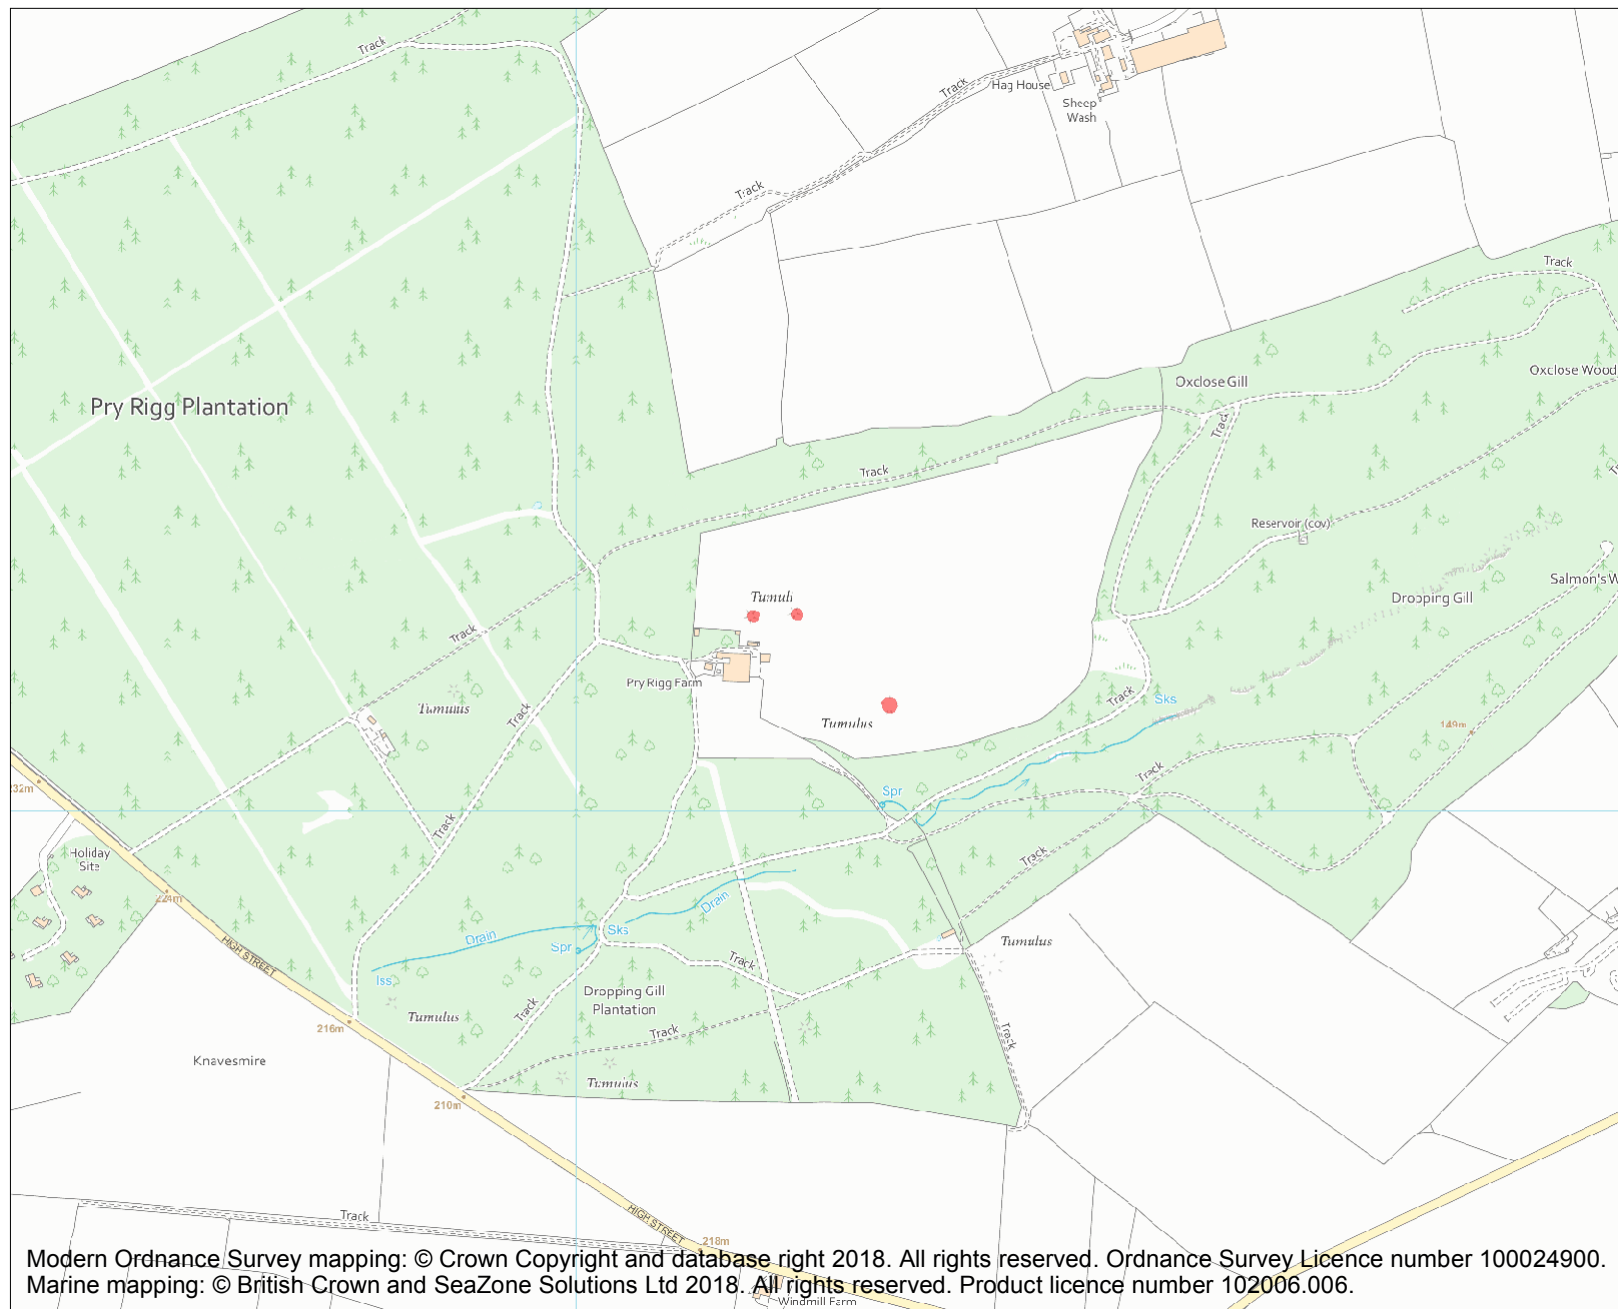 Track
Hag House
Track
Sheep
Wash
Track
Track
Oxclose Gill
Oxclose Wood
Pry Rigg Plantation
Track
Track
Reservoir (cov)
Salmon's W
Tumuli
Dropping Gill
Track
Pry Rigg Farm
Tumulus
Track
Tumulus
Track
Sks
149m
Track
232m
Spr
Track
Holiday
Site
Track
224m
Drain
HIGH STREET
Drain
Sks
Spr
Tumulus
Iss
Track
Dropping Gill
Plantation
Track
Tumulus
216m
Track
Track
Knavesmire
Tumulus
210m
Track
HIGH STREET
218m
Modern Ordnance Survey mapping: © Crown Copyright and database right 2018. All rights reserved. Ordnance Survey Licence number 100024900.
Marine mapping: © British Crown and SeaZone Solutions Ltd 2018. All rights reserved. Product licence number 102006.006.
Windmill Farm